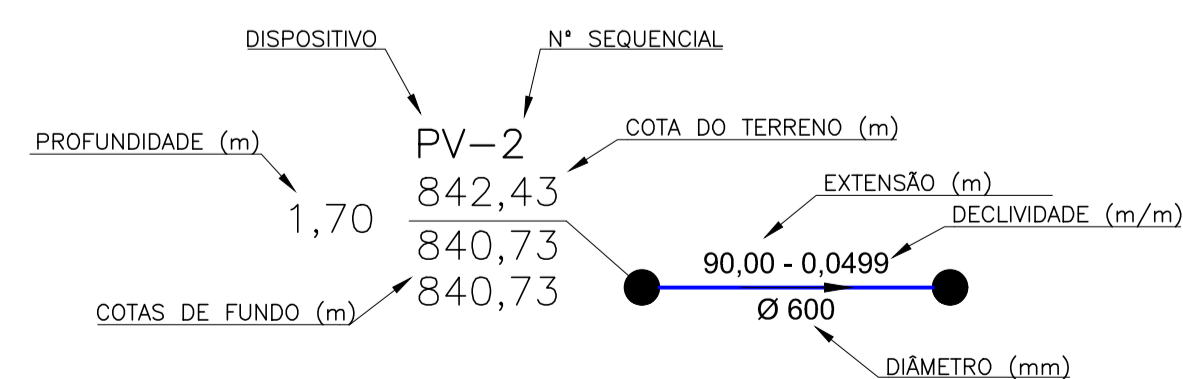 DISPOSITIVO
Nª SEQUENCIAL
PROFUNDIDADE (m)
PV-2
COTA DO TERRENO (m)
842,43
1,70
EXTENSÃO (m)
DECLIVIDADE (m/m)
840,73
90,00 - 0,0499
840,73
COTAS DE FUNDO (m)
Ø 600
DIÂMETRO (mm)